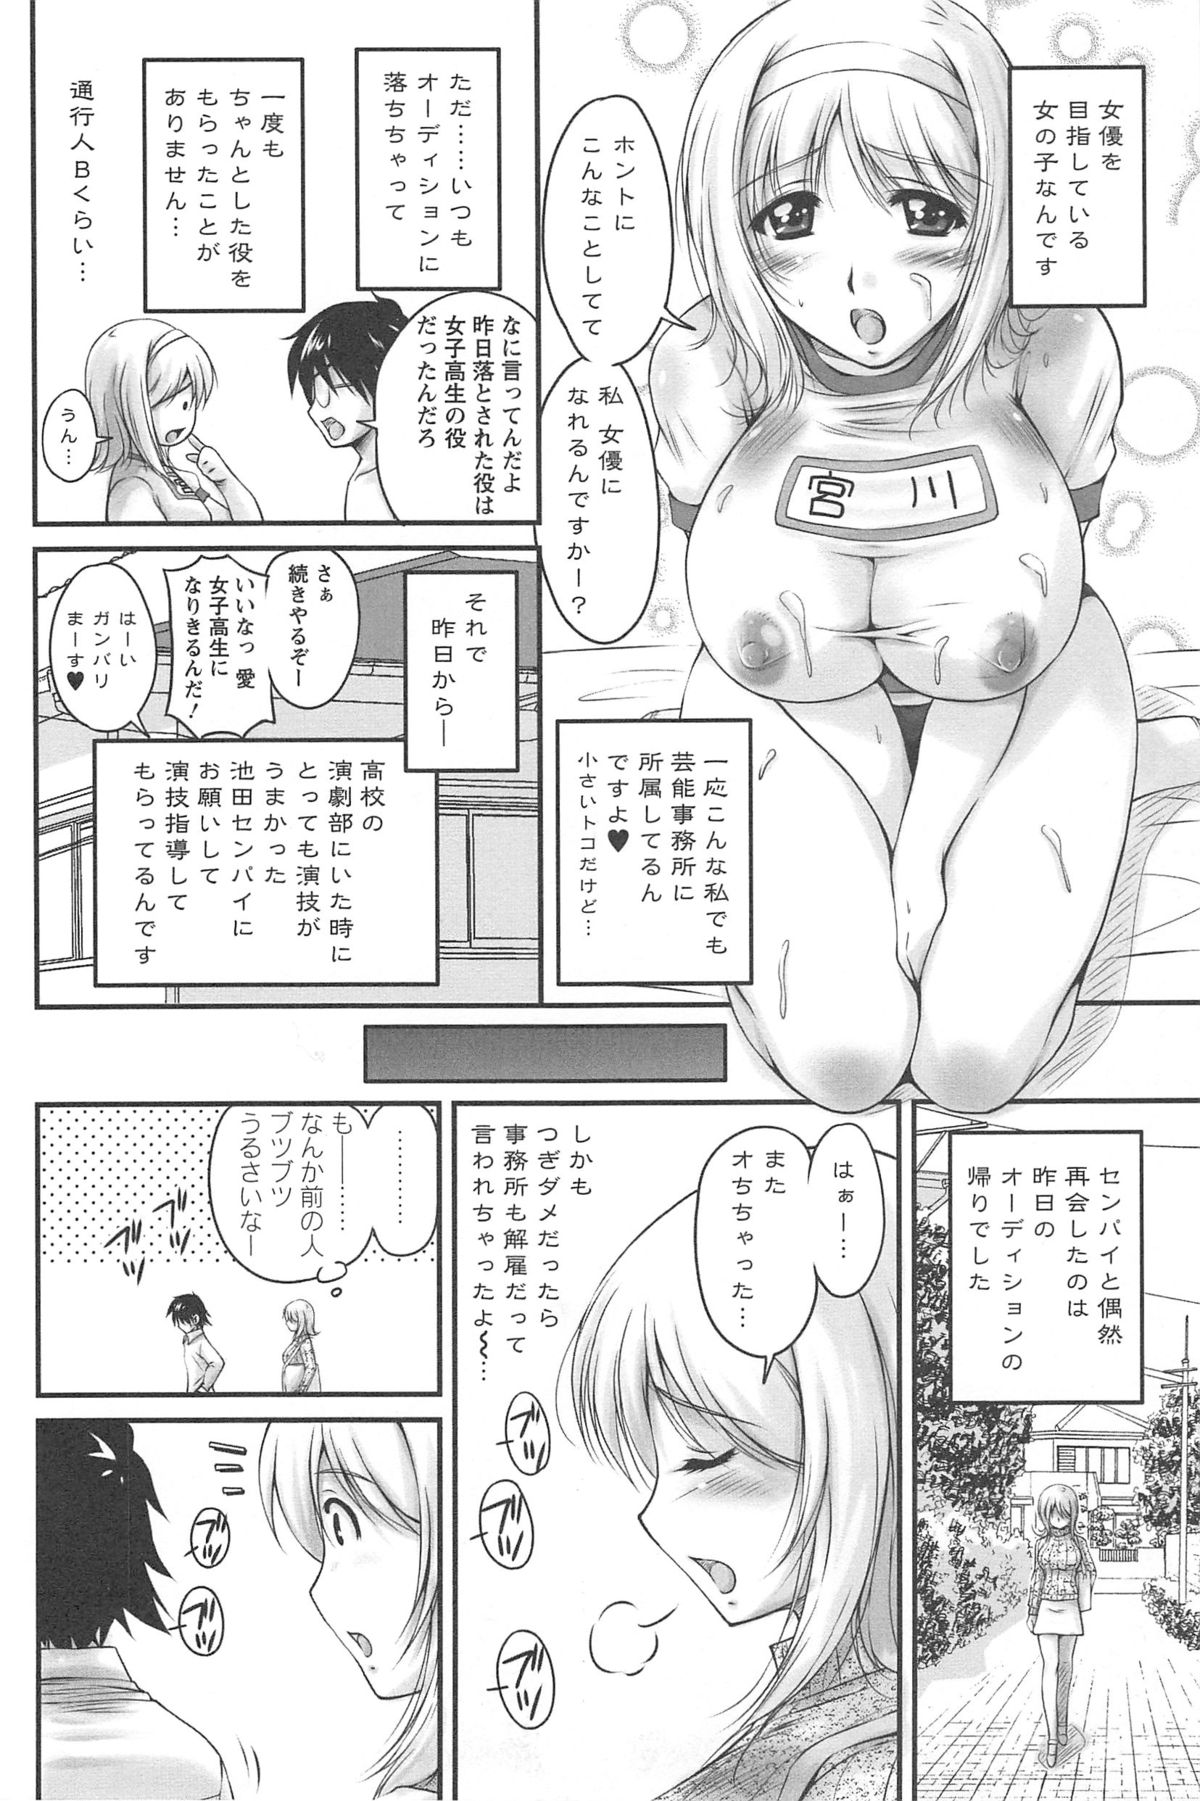 女優を
目指している
女の子なんです
ホントに
こんなことしてて
私 女優に
なれるんですかー?
宮川
一応こんな私でも
芸能事務所に
所属してるん
ですよ♥
小さいトコだけど…
ただ……いつも
オーディションに
落ちちゃって
一度も
ちゃんとした役を
もらったことが
ありません…
通行人Bくらい…
なに言ってんだよ
昨日落とされた役は
女子高生の役
だったんだろ
うん…
それで
昨日から―
さぁ
続きやるぞー
いいなっ 愛
女子高生に
なりきるんだ!
はーい
ガンバリ
まーす♥
高校の
演劇部にいた時に
とっても演技が
うまかった
池田センパイに
お願いして
演技指導して
もらってるんです
センパイと偶然
再会したのは
昨日の
オーディションの
帰りでした
はぁー…
また
オちちゃった…
しかも
つぎダメだったら
事務所も解雇だって
言われちゃったよ〜…
ブツ
ブツ
ブツ
………
もー……
なんか前の人
ブツブツ
うるさいなー
ブツ
ブツ
ブツ
ブツ